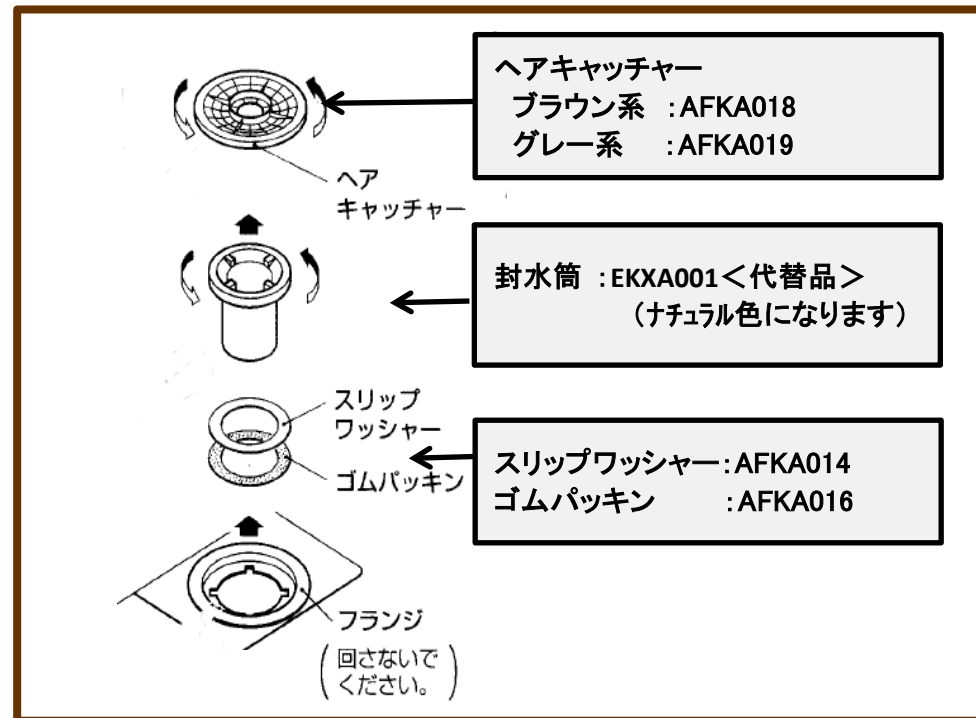 ヘアキャッチャー
ブラウン系 :AFKA018
グレー系 :AFKA019
ヘア
キャッチャー
封水筒 :EKXA001<代替品>
(ナチュラル色になります)
スリップ
ワッシャー
ゴムパッキン
スリップワッシャー:AFKA014
ゴムパッキン :AFKA016
フランジ
(回さないで
ください。)